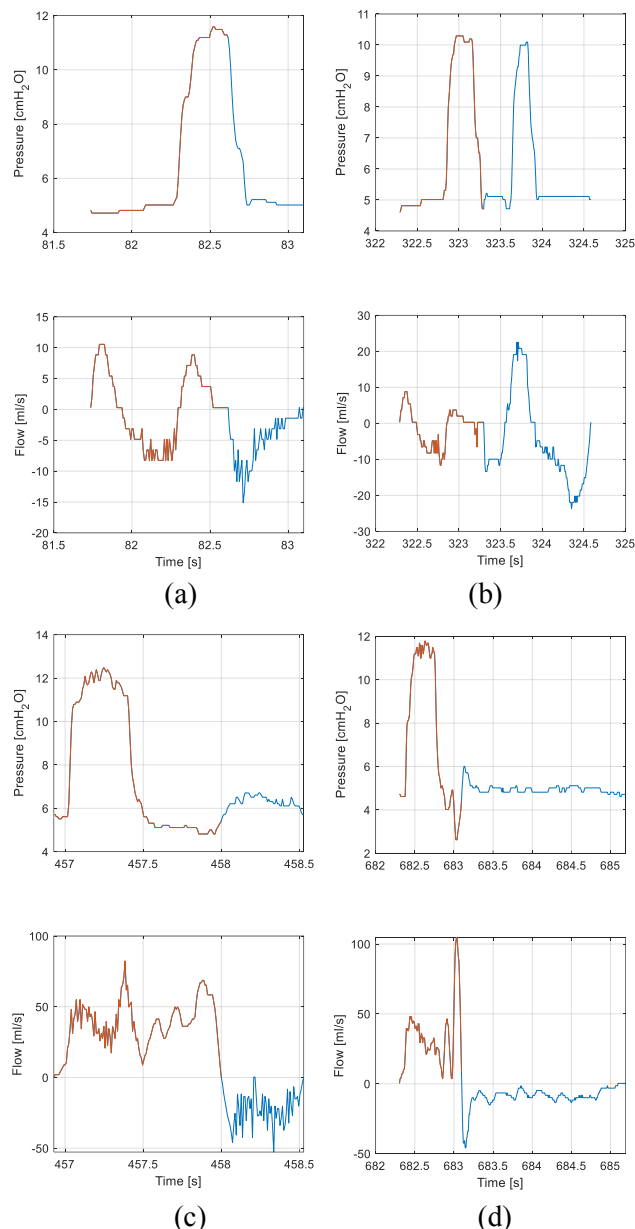 12
10
8
6
4
Pressure [cmH2O]
81.5 82 82.5 83
11
10
9
8
7
6
5
4
Pressure [cmH2O]
322 322.5 323 323.5 324 324.5 325
15
10
5
0
-5
-10
-15
-20
Flow [ml/s]
81.5 82 82.5 83
Time [s]
30
20
10
0
-10
-20
-30
Flow [ml/s]
322 322.5 323 323.5 324 324.5 325
Time [s]
(a) (b)
14
12
10
8
6
4
Pressure [cmH2O]
457 457.5 458 458.5
12
10
8
6
4
2
Pressure [cmH2O]
682 682.5 683 683.5 684 684.5 685
100
50
0
-50
Flow [ml/s]
457 457.5 458 458.5
Time [s]
100
50
0
-50
Flow [ml/s]
682 682.5 683 683.5 684 684.5 685
Time [s]
(c) (d)